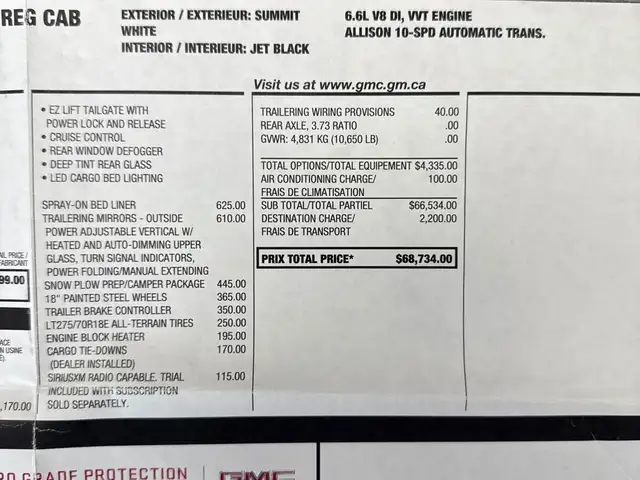 REG CAB
EXTERIOR / EXTERIEUR: SUMMIT
WHITE
INTERIOR / INTERIEUR: JET BLACK
6.6L V8 DI, VVT ENGINE
ALLISON 10-SPD AUTOMATIC TRANS.
Visit us at www.gmc.gm.ca
• EZ LIFT TAILGATE WITH
POWER LOCK AND RELEASE
• CRUISE CONTROL
• REAR WINDOW DEFOGGER
• DEEP TINT REAR GLASS
• LED CARGO BED LIGHTING
SPRAY-ON BED LINER 625.00
TRAILERING MIRRORS - OUTSIDE 610.00
POWER ADJUSTABLE VERTICAL W/
HEATED AND AUTO-DIMMING UPPER
GLASS, TURN SIGNAL INDICATORS,
POWER FOLDING/MANUAL EXTENDING
SNOW PLOW PREP/CAMPER PACKAGE 445.00
18" PAINTED STEEL WHEELS 365.00
TRAILER BRAKE CONTROLLER 350.00
LT275/70R18E ALL-TERRAIN TIRES 250.00
ENGINE BLOCK HEATER 195.00
CARGO TIE-DOWNS 170.00
(DEALER INSTALLED)
SIRIUSXM RADIO CAPABLE. TRIAL 115.00
INCLUDED WITH SUBSCRIPTION
SOLD SEPARATELY.
TRAILERING WIRING PROVISIONS 40.00
REAR AXLE, 3.73 RATIO .00
GVWR: 4,831 KG (10,650 LB) .00
TOTAL OPTIONS/TOTAL EQUIPEMENT $4,335.00
AIR CONDITIONING CHARGE/ 100.00
FRAIS DE CLIMATISATION
SUB TOTAL/TOTAL PARTIEL $66,534.00
DESTINATION CHARGE/ 2,200.00
FRAIS DE TRANSPORT
PRIX TOTAL PRICE* $68,734.00
PRICE /
FABRICANT
99.00
USINE
,170.00
GRADE PROTECTION
GMC